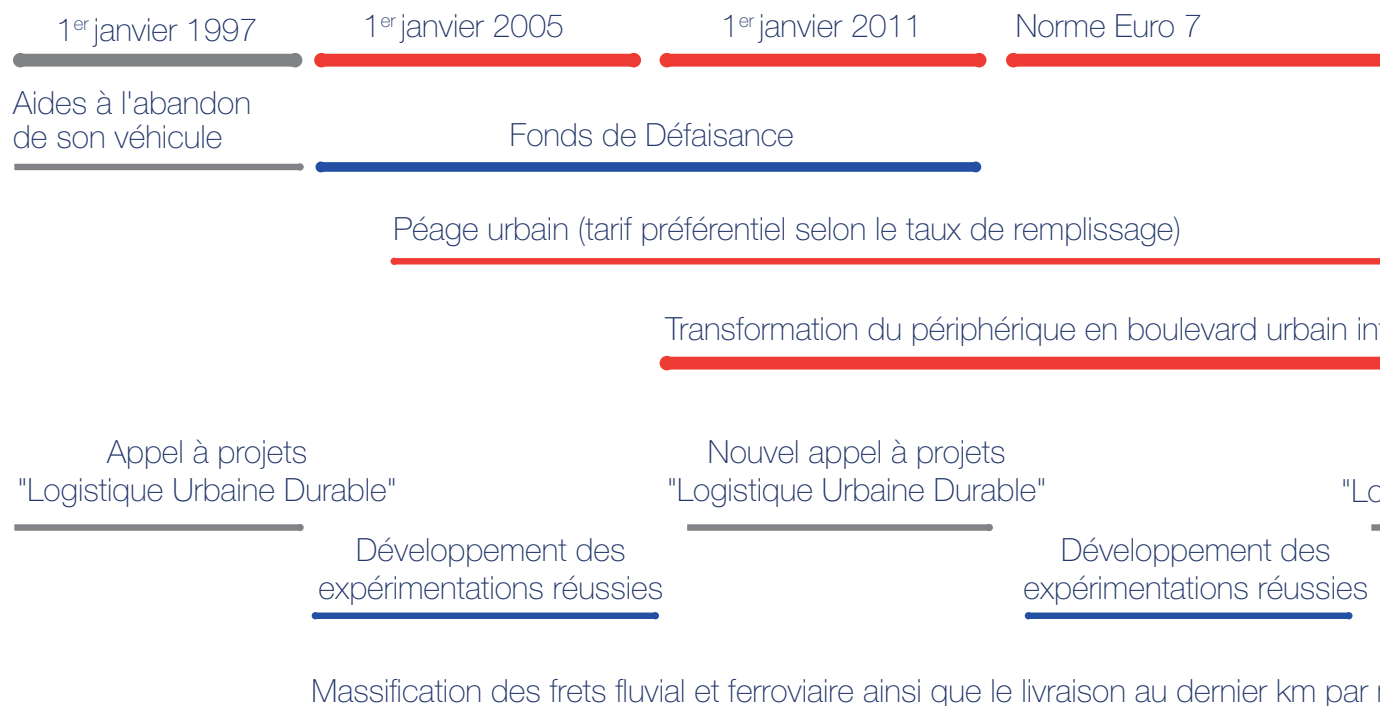 1er janvier 1997
1er janvier 2005
1er janvier 2011
Norme Euro 7
Aides à l'abandon
de son véhicule
Fonds de Défaisance
Péage urbain (tarif préférentiel selon le taux de remplissage)
Transformation du périphérique en boulevard urbain
Appel à projets
"Logistique Urbaine Durable"
Nouvel appel à projets
"Logistique Urbaine Durable"
Développement des
expérimentations réussies
Développement des
expérimentations réussies
Massification des frets fluvial et ferroviaire ainsi que le livraison au dernier km par